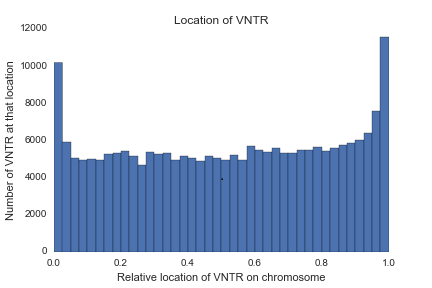 Location of VNTR
12000
10000
8000
6000
4000
2000
0
Number of VNTR at that location
0.0 0.2 0.4 0.6 0.8 1.0
Relative location of VNTR on chromosome